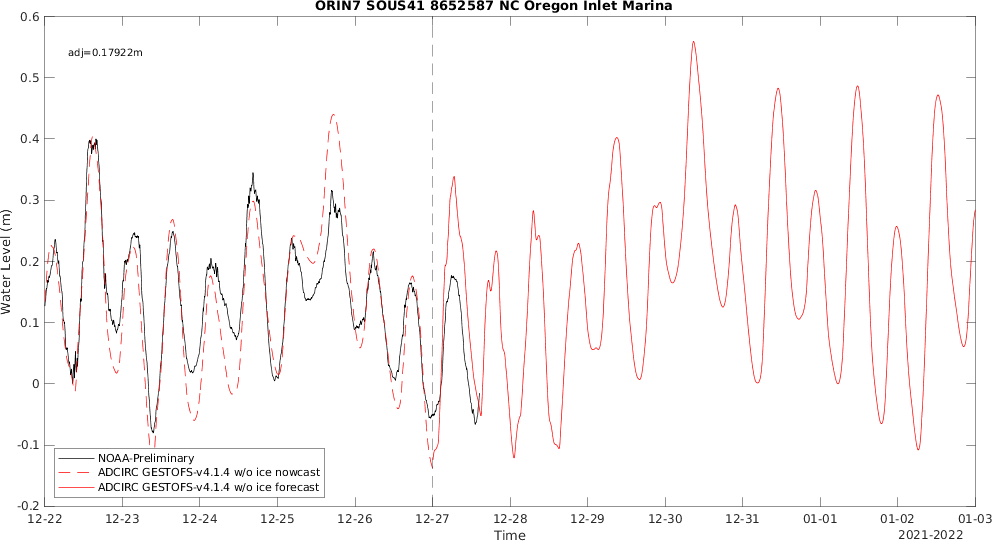 ORIN7 SOUS41 8652587 NC Oregon Inlet Marina
0.6
adj=0.17922m
0.5
0.4
0.3
0.2
0.1
0
-0.1
-0.2
Water Level (m)
NOAA-Preliminary
ADCIRC GESTOFS-v4.1.4 w/o ice nowcast
ADCIRC GESTOFS-v4.1.4 w/o ice forecast
12-22 12-23 12-24 12-25 12-26 12-27 12-28 12-29 12-30 12-31 01-01 01-02 01-03
Time
2021-2022